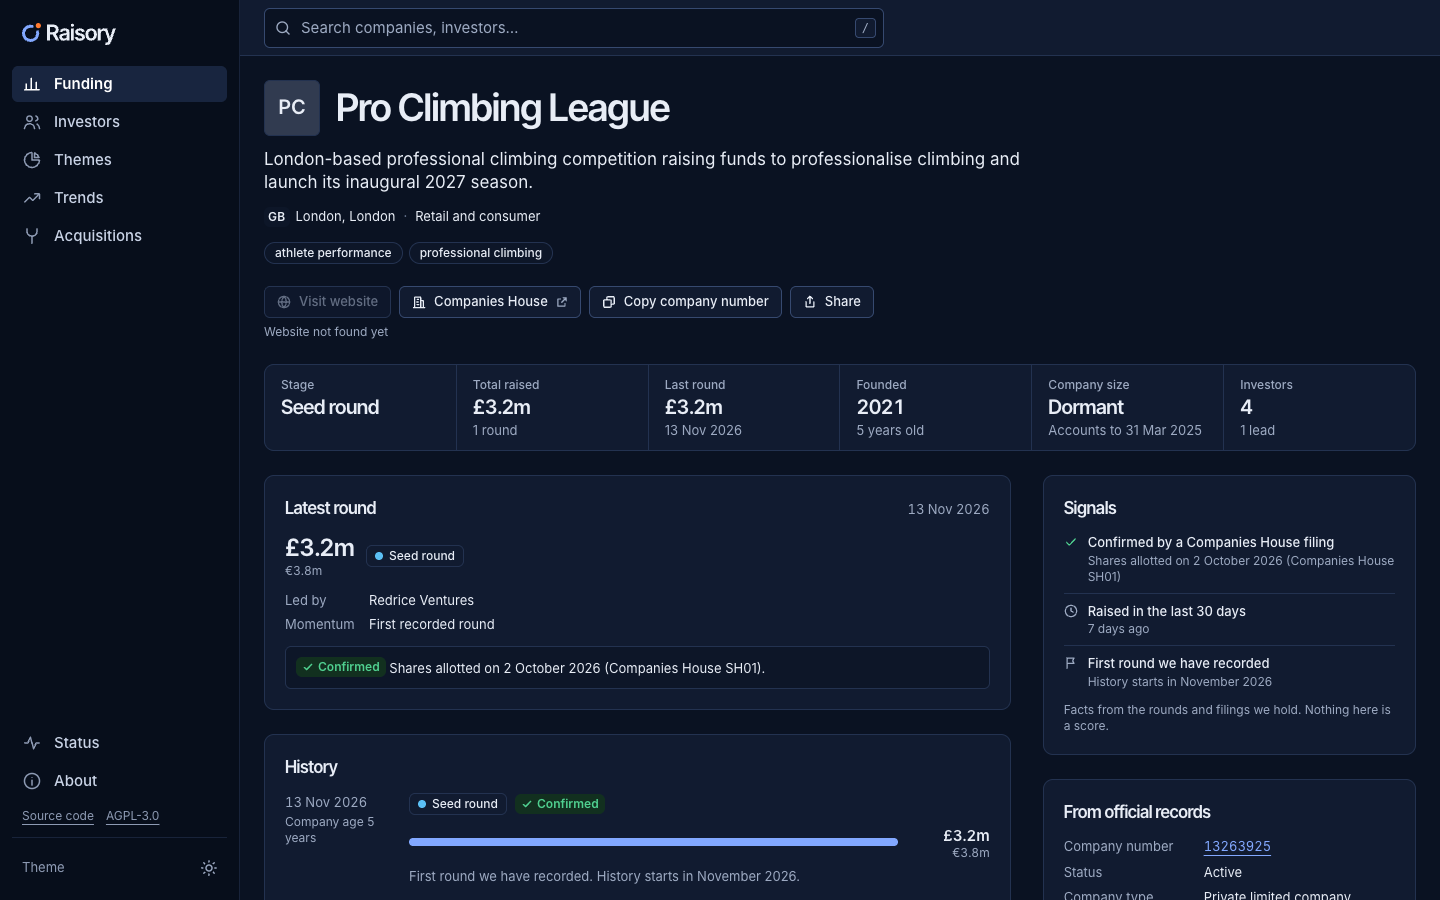 Raisory
Search companies, investors...
/
Funding
Investors
Themes
Trends
Acquisitions
PC
Pro Climbing League
London-based professional climbing competition raising funds to professionalise climbing and
launch its inaugural 2027 season.
GB London, London · Retail and consumer
athlete performance
professional climbing
Visit website
Companies House
Copy company number
Share
Website not found yet
Stage
Seed round
Total raised
£3.2m
1 round
Last round
£3.2m
13 Nov 2026
Founded
2021
5 years old
Company size
Dormant
Accounts to 31 Mar 2025
Investors
4
1 lead
Latest round
13 Nov 2026
£3.2m
Seed round
€3.8m
Led by Redrice Ventures
Momentum First recorded round
Confirmed Shares allotted on 2 October 2026 (Companies House SH01).
History
13 Nov 2026
Company age 5
years
Seed round
Confirmed
£3.2m
€3.8m
First round we have recorded. History starts in November 2026.
Signals
Confirmed by a Companies House filing
Shares allotted on 2 October 2026 (Companies House
SH01)
Raised in the last 30 days
7 days ago
First round we have recorded
History starts in November 2026
Facts from the rounds and filings we hold. Nothing here is
a score.
From official records
Company number 13263925
Status Active
Company type Private limited company
Status
About
Source code AGPL-3.0
Theme